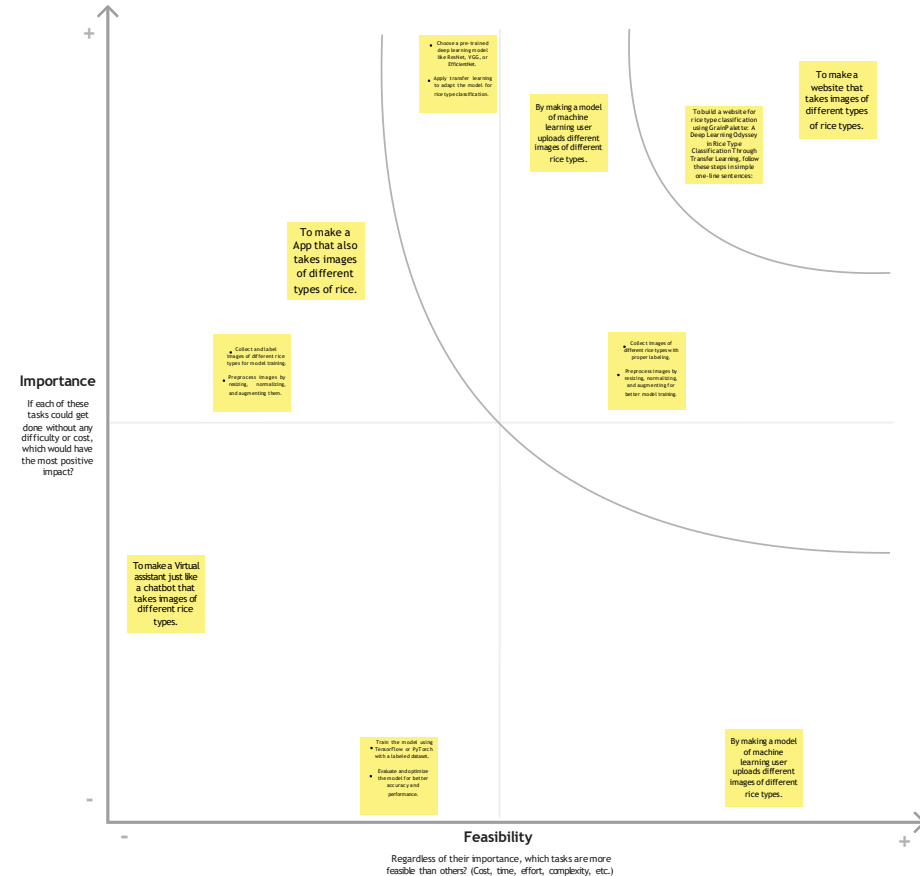 +
• Choose a pre-trained
deep learning model
like ResNet, VGG, or
EfficientNet.
• Apply transfer learning
to adapt the model for
rice type classification.
By making a model
of machine
learning user
uploads different
images of different
rice types.
To build a website for
rice type classification
using GrainPalette: A
Deep Learning Odyssey
in Rice Type
Classification Through
Transfer Learning, follow
these steps in simple
one-line sentences:
To make a
website that
takes images of
different types
of rice types.
To make a
App that also
takes images
of different
types of rice.
• Collect and label
images of different rice
types for model training.
• Preprocess images by
resizing, normalizing,
and augmenting them.
• Collect images of
different rice types with
proper labeling.
• Preprocess images by
resizing, normalizing,
and augmenting for
better model training.
Importance
If each of these
tasks could get
done without any
difficulty or cost,
which would have
the most positive
impact?
To make a Virtual
assistant just like
a chatbot that
takes images of
different rice
types.
• Train the model using
TensorFlow or PyTorch
with a labeled dataset.
• Evaluate and optimize
the model for better
accuracy and
performance.
By making a model
of machine
learning user
uploads different
images of different
rice types.
-
-
Feasibility
+
Regardless of their importance, which tasks are more
feasible than others? (Cost, time, effort, complexity, etc.)